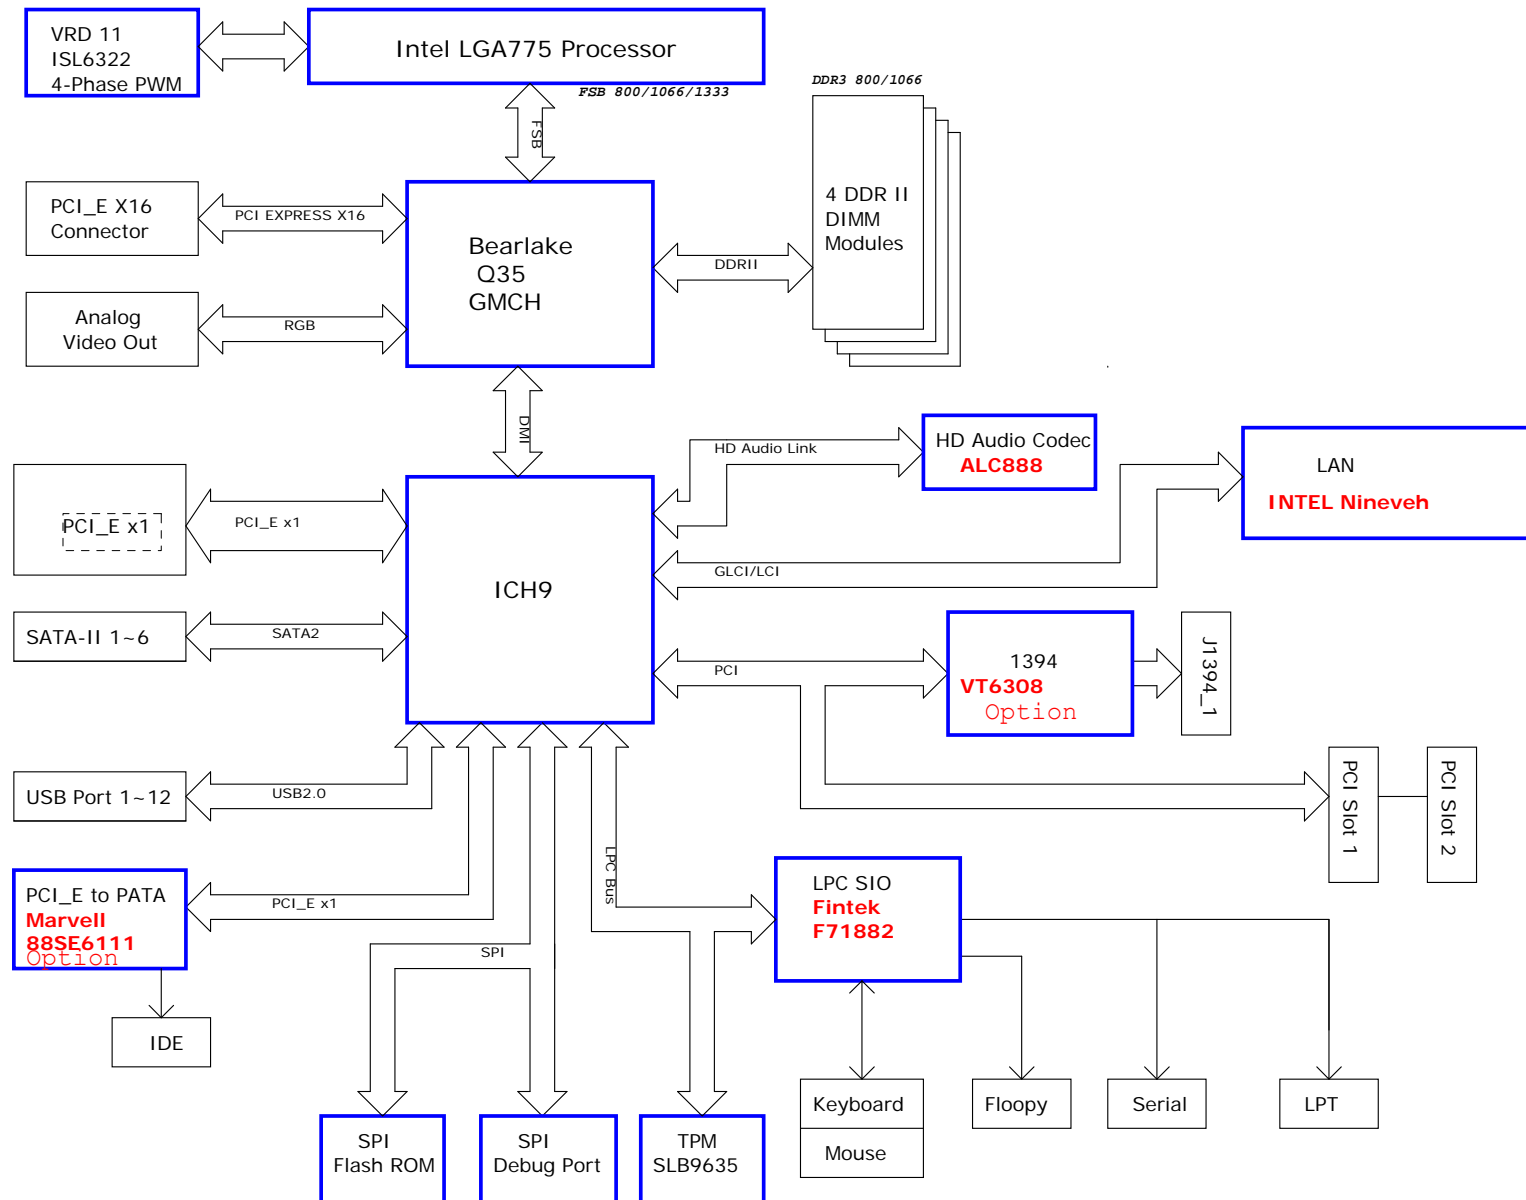 VRD 11
ISL6322
4-Phase PWM
Intel LGA775 Processor
FSB 800/1066/1333
DDR3 800/1066
FSB
PCI_E X16
Connector
PCI EXPRESS X16
Bearlake
Q35
GMCH
DDRII
4 DDR II
DIMM
Modules
Analog
Video Out
RGB
DMI
HD Audio Link
HD Audio Codec
ALC888
LAN
INTEL Nineveh
PCI_E x1
PCI_E x1
ICH9
GLCI/LCI
SATA-II 1~6
SATA2
PCI
1394
VT6308
Option
J1394_1
USB Port 1~12
USB2.0
PCI Slot 1
PCI Slot 2
PCI_E to PATA
Marvell
88SE6111
Option
PCI_E x1
LPC Bus
LPC SIO
Fintek
F71882
SPI
IDE
Keyboard
Mouse
Floopy
Serial
LPT
SPI
Flash ROM
SPI
Debug Port
TPM
SLB9635